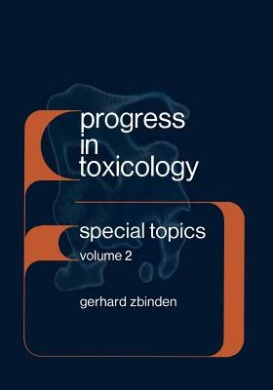 progress
in
toxicology
special topics
volume 2
gerhard zbinden